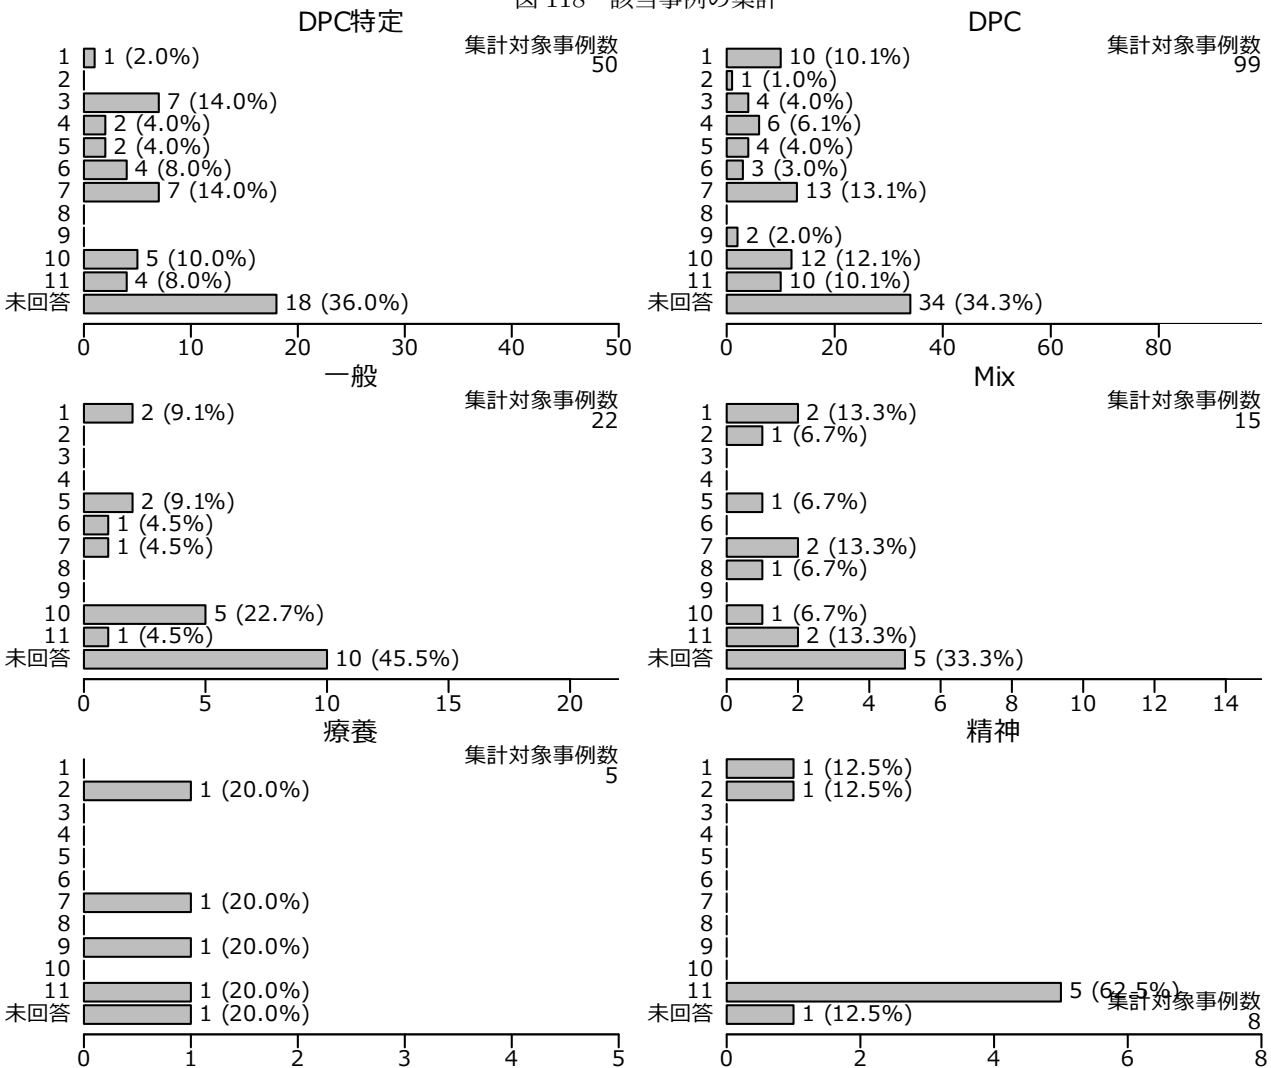 図 118 該当事例の集計
DPC特定
集計対象事例数
50
1 1 (2.0%)
2
3 7 (14.0%)
4 2 (4.0%)
5 2 (4.0%)
6 4 (8.0%)
7 7 (14.0%)
8
9
10 5 (10.0%)
11 4 (8.0%)
未回答 18 (36.0%)
0 10 20 30 40 50
DPC
集計対象事例数
99
1 10 (10.1%)
2 1 (1.0%)
3 4 (4.0%)
4 6 (6.1%)
5 4 (4.0%)
6 3 (3.0%)
7 13 (13.1%)
8
9 2 (2.0%)
10 12 (12.1%)
11 10 (10.1%)
未回答 34 (34.3%)
0 20 40 60 80
一般
集計対象事例数
22
1 2 (9.1%)
2
3
4
5 2 (9.1%)
6 1 (4.5%)
7 1 (4.5%)
8
9
10 5 (22.7%)
11 1 (4.5%)
未回答 10 (45.5%)
0 5 10 15 20
Mix
集計対象事例数
15
1 2 (13.3%)
2 1 (6.7%)
3
4
5 1 (6.7%)
6
7 2 (13.3%)
8 1 (6.7%)
9
10 1 (6.7%)
11 2 (13.3%)
未回答 5 (33.3%)
0 2 4 6 8 10 12 14
療養
集計対象事例数
5
1
2 1 (20.0%)
3
4
5
6
7 1 (20.0%)
8
9 1 (20.0%)
10
11 1 (20.0%)
未回答 1 (20.0%)
0 1 2 3 4 5
精神
1 1 (12.5%)
2 1 (12.5%)
3
4
5
6
7
8
9
10
11 5 (62.5%)
集計対象事例数
8
未回答 1 (12.5%)
0 2 4 6 8